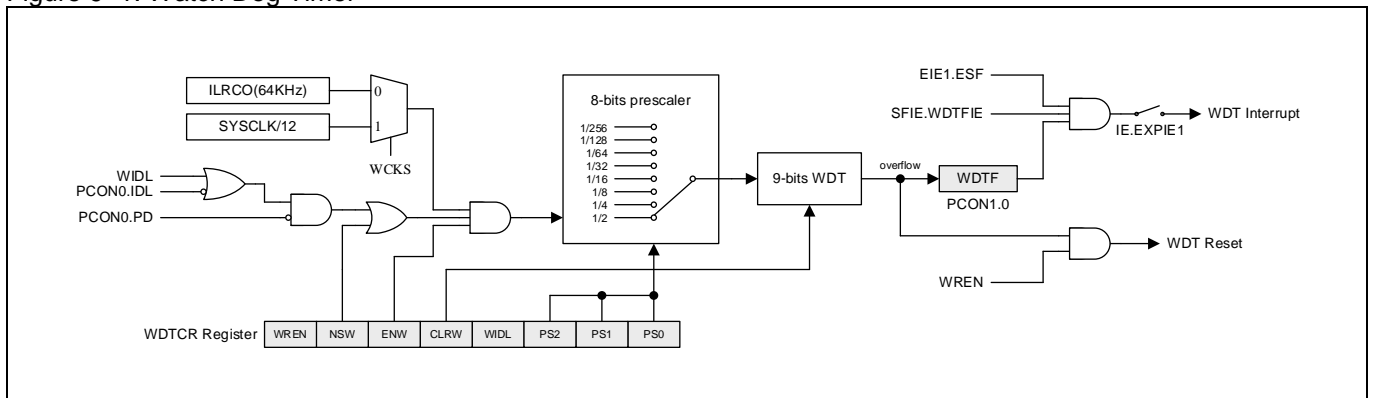 Watch Dog Timer
ILRCO(64KHz)
0
SYSCLK/12
1
WCKS
WIDL
PCON0.IDL
PCON0.PD
8-bits prescaler
1/256
1/128
1/64
1/32
1/16
1/8
1/4
1/2
9-bits WDT
overflow
WDTF
PCON1.0
EIE1.ESF
SFIE.WDTFIE
IE.EXPIE1
WDT Interrupt
WDT Reset
WREN
WDTCR Register WREN NSW ENW CLRW WIDL PS2 PS1 PS0